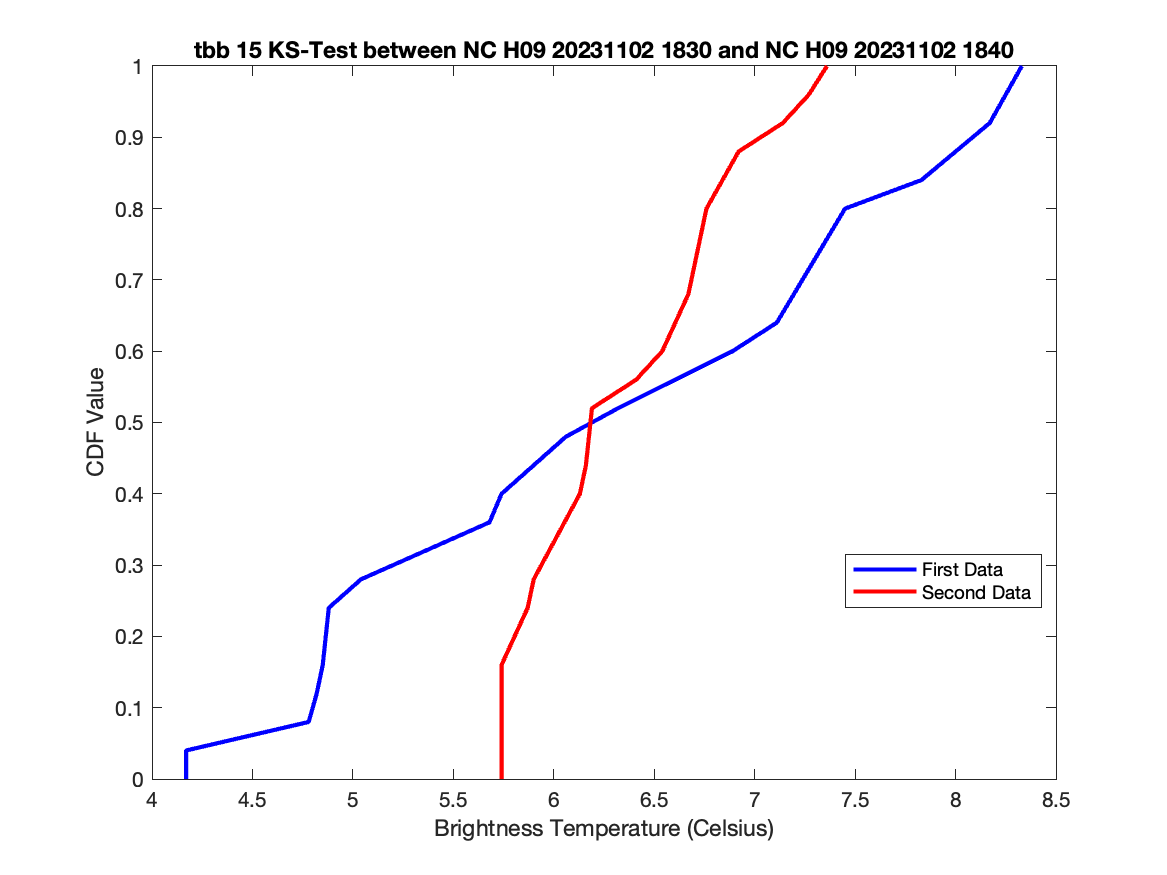 tbb 15 KS-Test between NC H09 20231102 1830 and NC H09 20231102 1840
1
0.9
0.8
0.7
0.6
0.5
0.4
0.3
0.2
0.1
0
CDF Value
First Data
Second Data
4 4.5 5 5.5 6 6.5 7 7.5 8 8.5
Brightness Temperature (Celsius)